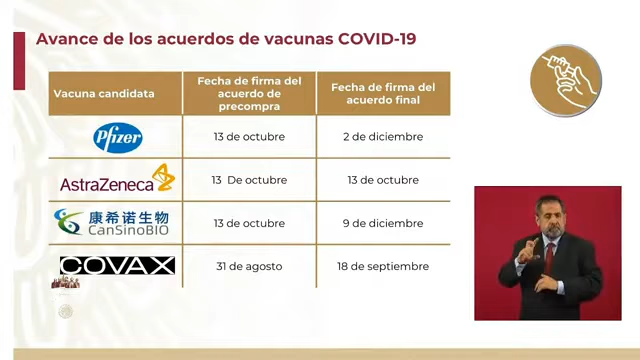 Avance de los acuerdos de vacunas COVID-19
Vacuna candidata
Fecha de firma del
acuerdo de
precompra
Fecha de firma del
acuerdo final
Pfizer
13 de octubre
2 de diciembre
AstraZeneca
13 De octubre
13 de octubre
康希诺生物
CanSinoBIO
13 de octubre
9 de diciembre
COVAX
31 de agosto
18 de septiembre